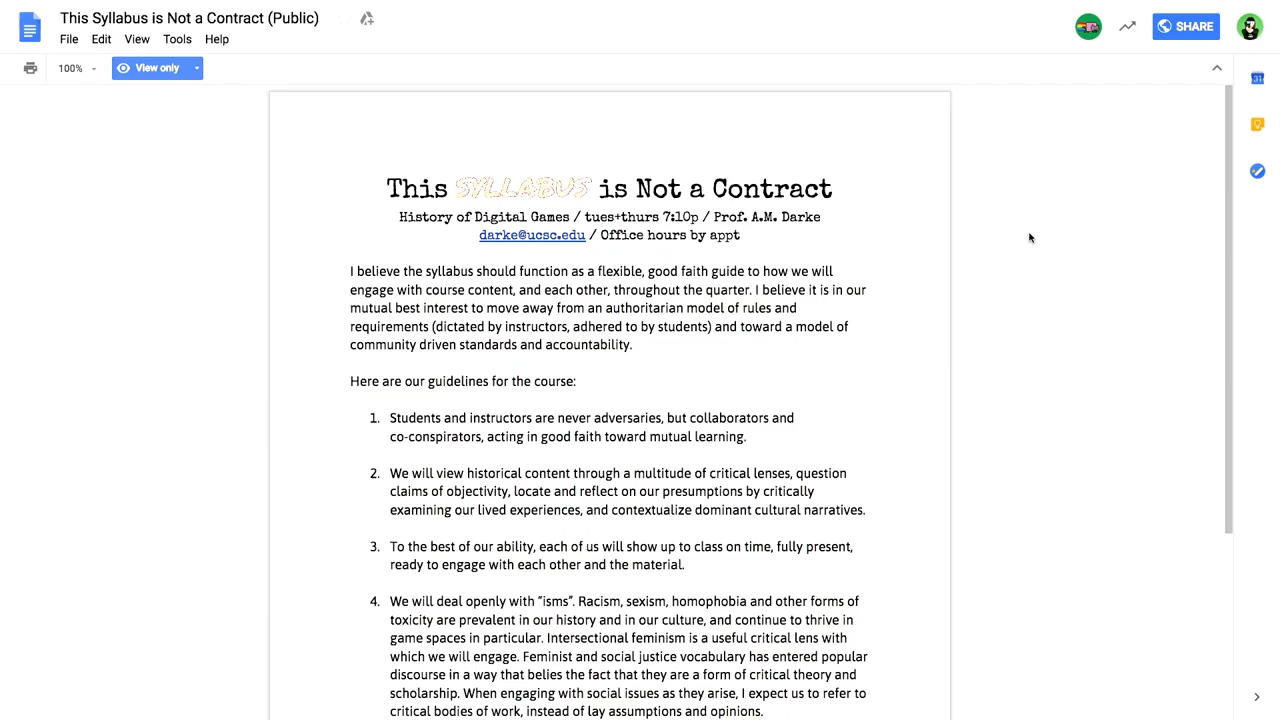 This Syllabus is Not a Contract (Public)
File Edit View Tools Help
SHARE
100% View only
31
This SYLLABUS is Not a Contract
History of Digital Games / tues+thurs 7:10p / Prof. A.M. Darke
darke@ucsc.edu / Office hours by appt
I believe the syllabus should function as a flexible, good faith guide to how we will
engage with course content, and each other, throughout the quarter. I believe it is in our
mutual best interest to move away from an authoritarian model of rules and
requirements (dictated by instructors, adhered to by students) and toward a model of
community driven standards and accountability.
Here are our guidelines for the course:
1. Students and instructors are never adversaries, but collaborators and
co-conspirators, acting in good faith toward mutual learning.
2. We will view historical content through a multitude of critical lenses, question
claims of objectivity, locate and reflect on our presumptions by critically
examining our lived experiences, and contextualize dominant cultural narratives.
3. To the best of our ability, each of us will show up to class on time, fully present,
ready to engage with each other and the material.
4. We will deal openly with “isms”. Racism, sexism, homophobia and other forms of
toxicity are prevalent in our history and in our culture, and continue to thrive in
game spaces in particular. Intersectional feminism is a useful critical lens with
which we will engage. Feminist and social justice vocabulary has entered popular
discourse in a way that belies the fact that they are a form of critical theory and
scholarship. When engaging with social issues as they arise, I expect us to refer to
critical bodies of work, instead of lay assumptions and opinions.